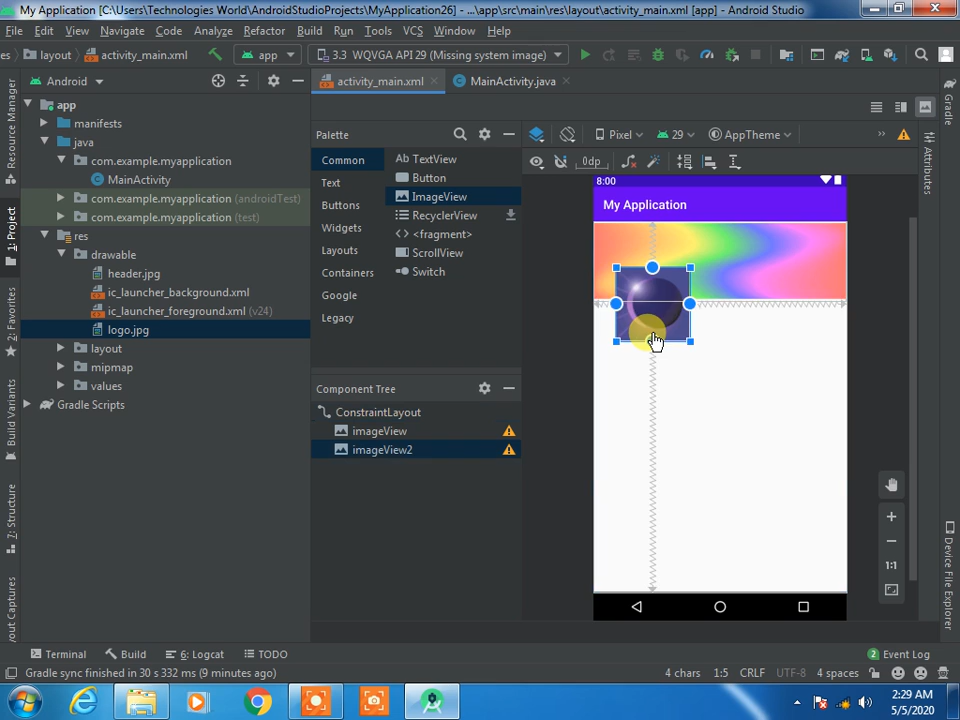 My Application [C:\Users\Technologies World\AndroidStudioProjects\MyApplication26] - ...\app\src\main\res\layout\activity_main.xml [app] - Android Studio
File Edit View Navigate Code Analyze Refactor Build Run Tools VCS Window Help
layout activity_main.xml app 3.3 WQVGA API 29 (Missing system image)
Android activity_main.xml MainActivity.java
Resource Manager
1: Project
2: Favorites
Build Variants
7: Structure
out Captures
app
manifests
java
com.example.myapplication
MainActivity
com.example.myapplication (androidTest)
com.example.myapplication (test)
res
drawable
header.jpg
ic_launcher_background.xml
ic_launcher_foreground.xml (v24)
logo.jpg
layout
mipmap
values
Gradle Scripts
Palette
Common
Text
Buttons
Widgets
Layouts
Containers
Google
Legacy
Ab TextView
Button
ImageView
RecyclerView
<fragment>
ScrollView
Switch
Component Tree
ConstraintLayout
imageView
imageView2
Pixel 29 AppTheme »
0dp
8:00
My Application
1:1
Gradle
Attributes
Device File Explorer
Terminal Build 6: Logcat TODO 2 Event Log
Gradle sync finished in 30 s 332 ms (9 minutes ago) 4 chars 1:5 CRLF UTF-8 4 spaces
2:29 AM
5/5/2020